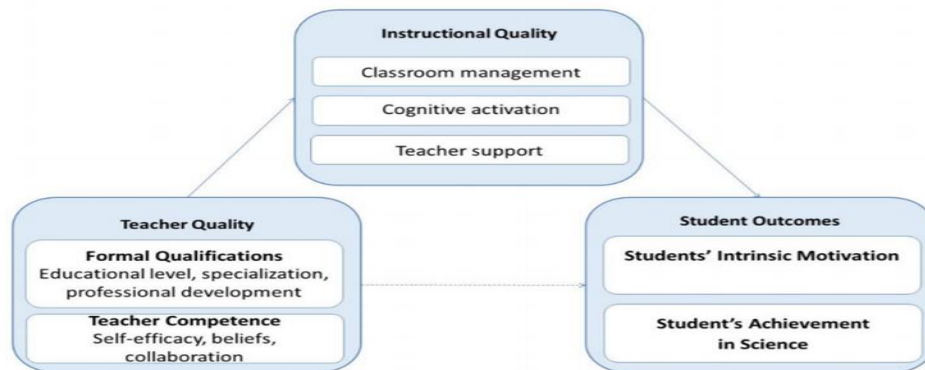 Instructional Quality
Classroom management
Cognitive activation
Teacher support
Teacher Quality
Formal Qualifications
Educational level, specialization,
professional development
Teacher Competence
Self-efficacy, beliefs,
collaboration
Student Outcomes
Students’ Intrinsic Motivation
Student’s Achievement
in Science